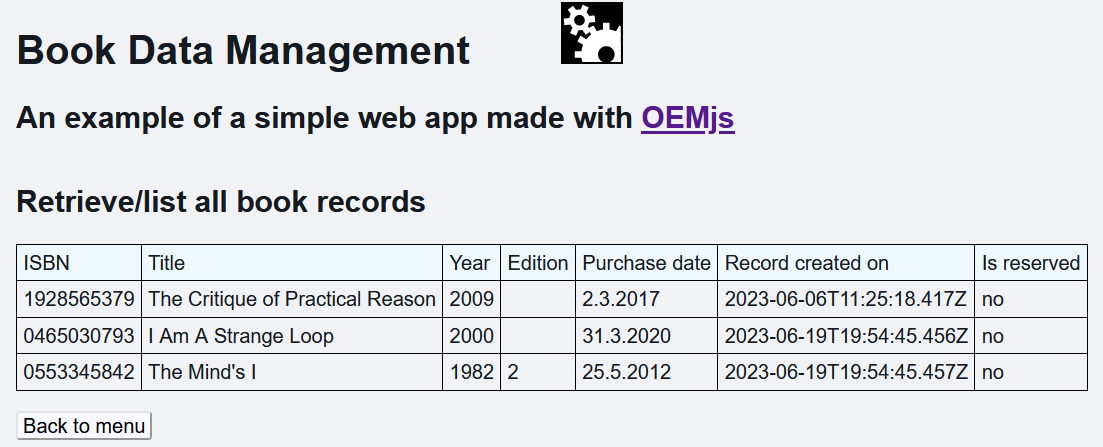 Book Data Management
An example of a simple web app made with OEMjs
Retrieve/list all book records
ISBN Title Year Edition Purchase date Record created on Is reserved
1928565379 The Critique of Practical Reason 2009 2.3.2017 2023-06-06T11:25:18.417Z no
0465030793 I Am A Strange Loop 2000 31.3.2020 2023-06-19T19:54:45.456Z no
0553345842 The Mind's I 1982 2 25.5.2012 2023-06-19T19:54:45.457Z no
Back to menu